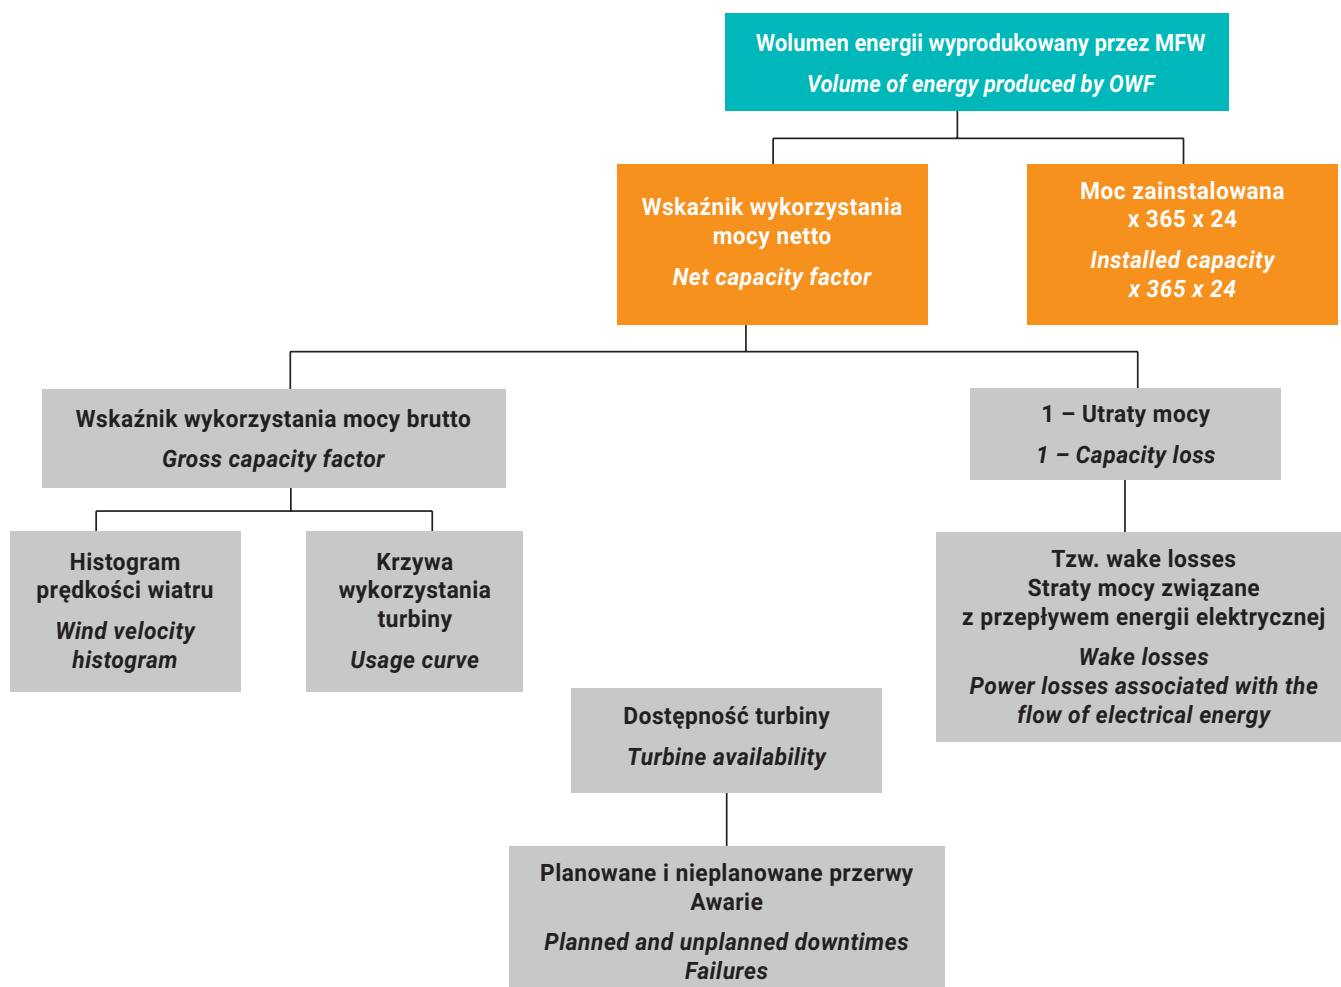 Wolumen energii wyprodukowany przez MFW
Volume of energy produced by OWF
Wskaźnik wykorzystania
mocy netto
Net capacity factor
Moc zainstalowana
x 365 x 24
Installed capacity
x 365 x 24
Wskaźnik wykorzystania mocy brutto
Gross capacity factor
1 – Utraty mocy
1 – Capacity loss
Histogram
prędkości wiatru
Wind velocity
histogram
Krzywa
wykorzystania
turbiny
Usage curve
Tzw. wake losses
Straty mocy związane
z przepływem energii elektrycznej
Wake losses
Power losses associated with the
flow of electrical energy
Dostępność turbiny
Turbine availability
Planowane i nieplanowane przerwy
Awarie
Planned and unplanned downtimes
Failures